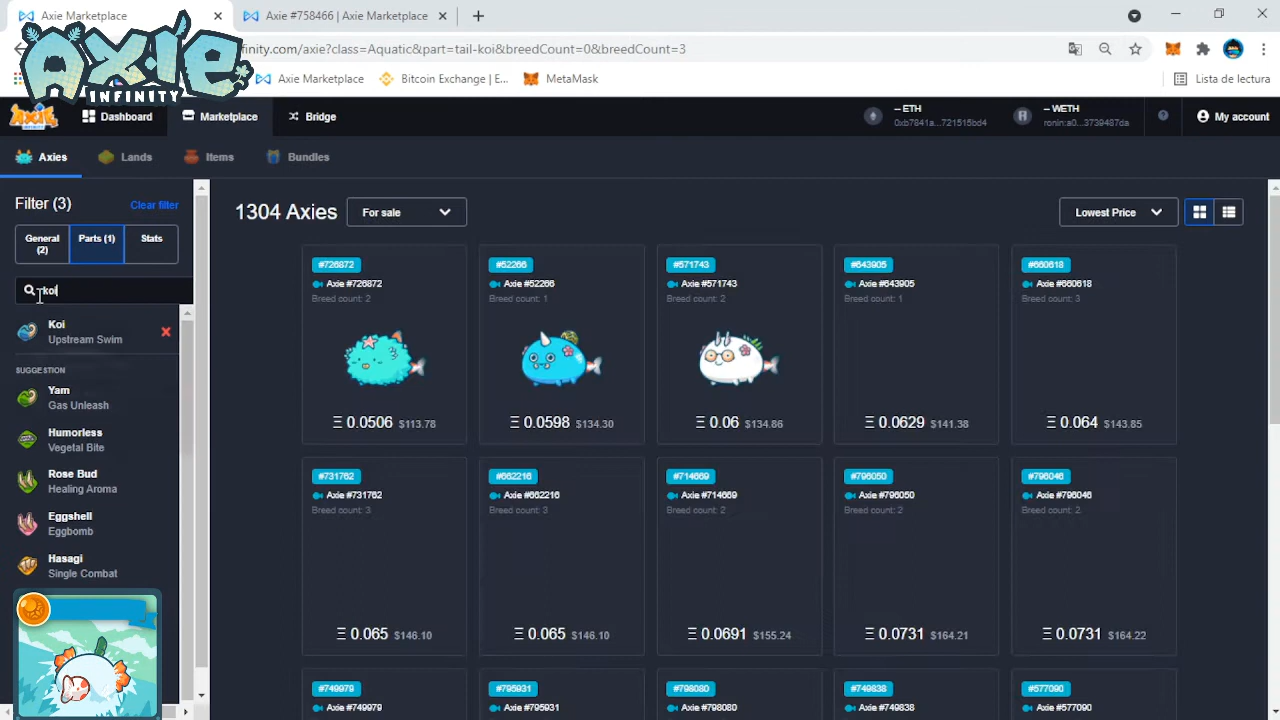 Axie Marketplace
Axie #758466 | Axie Marketplace
finity.com/axie?class=Aquatic&part=tail-koi&breedCount=0&breedCount=3
Axie
INFINITY
Axie Marketplace
Bitcoin Exchange | E...
MetaMask
Lista de lectura
Dashboard
Marketplace
Bridge
-- ETH
0xb7841a...721515bd4
-- WETH
ronin:a0...3739487da
My account
Axies
Lands
Items
Bundles
Filter (3)
Clear filter
General (2)
Parts (1)
Stats
koi
Koi
Upstream Swim
SUGGESTION
Yam
Gas Unleash
Humorless
Vegetal Bite
Rose Bud
Healing Aroma
Eggshell
Eggbomb
Hasagi
Single Combat
1304 Axies
For sale
Lowest Price
#726872
Axie #726872
Breed count: 2
Ξ 0.0506 $113.78
#52266
Axie #52266
Breed count: 1
Ξ 0.0598 $134.30
#571743
Axie #571743
Breed count: 2
Ξ 0.06 $134.86
#643905
Axie #643905
Breed count: 1
Ξ 0.0629 $141.38
#660618
Axie #660618
Breed count: 3
Ξ 0.064 $143.85
#731762
Axie #731762
Breed count: 3
Ξ 0.065 $146.10
#662216
Axie #662216
Breed count: 3
Ξ 0.065 $146.10
#714669
Axie #714669
Breed count: 2
Ξ 0.0691 $155.24
#796050
Axie #796050
Breed count: 2
Ξ 0.0731 $164.21
#796046
Axie #796046
Breed count: 2
Ξ 0.0731 $164.22
#749979
Axie #749979
#795931
Axie #795931
#798080
Axie #798080
#749838
Axie #749838
#577090
Axie #577090